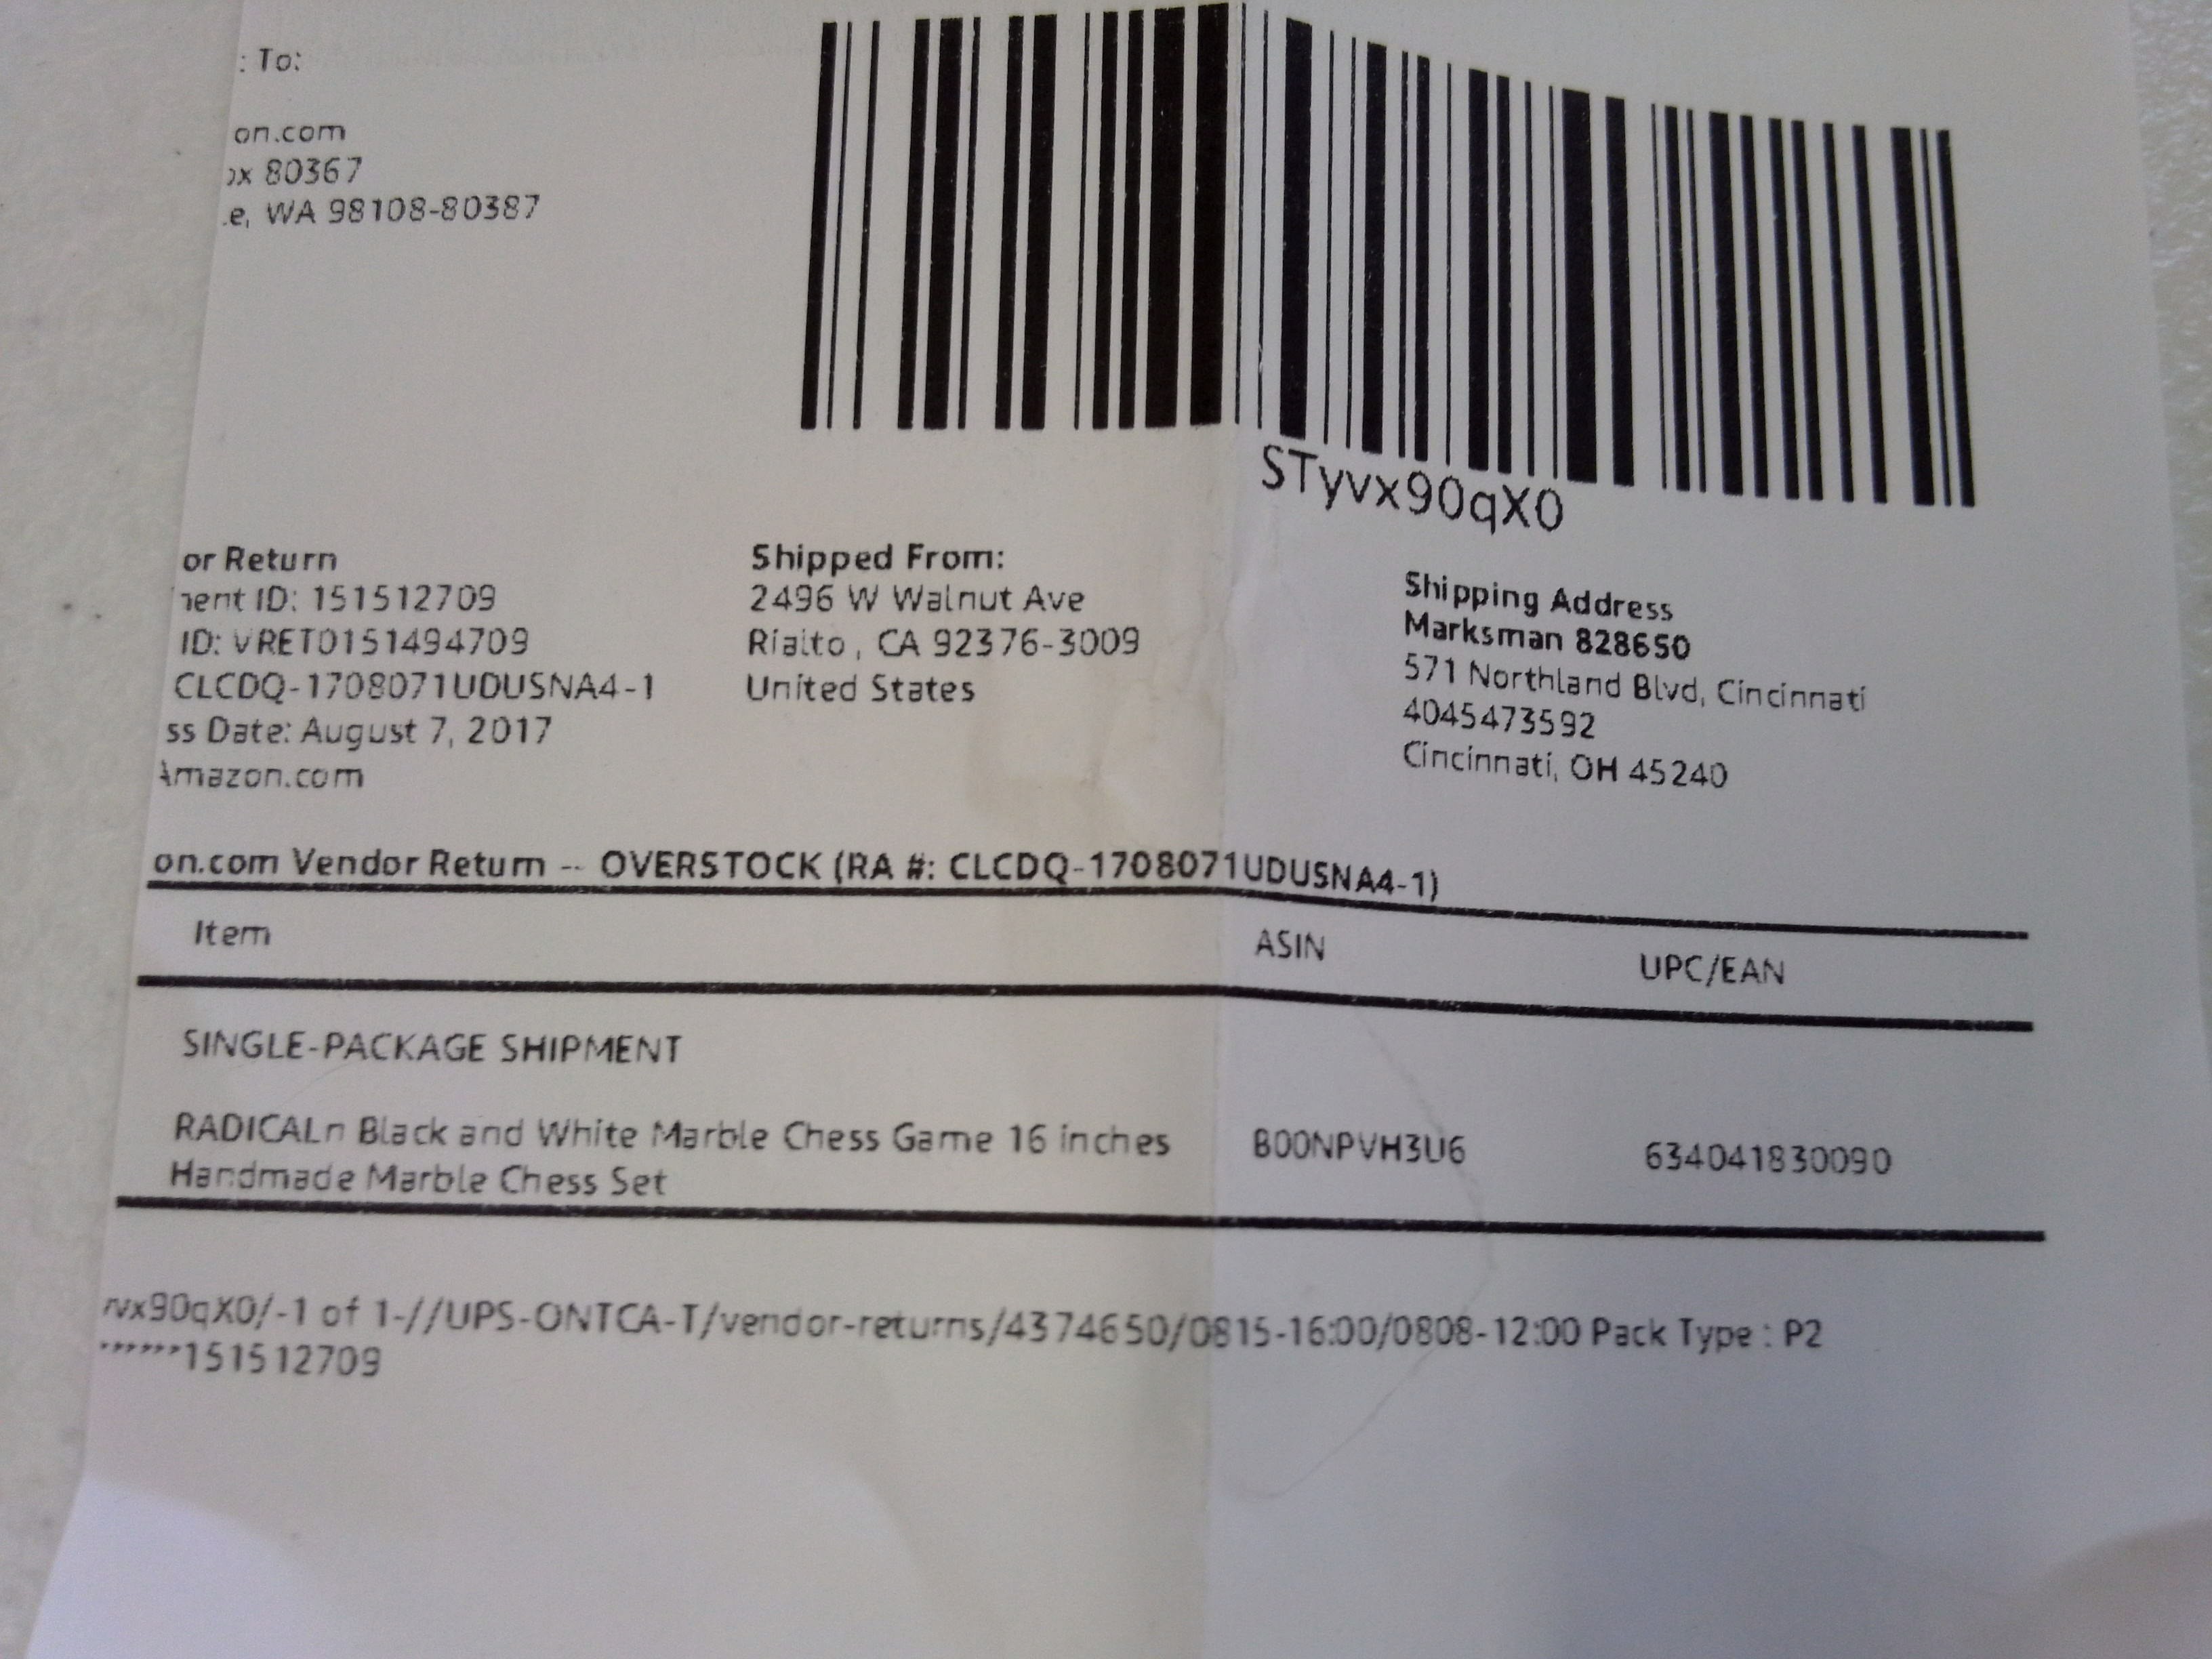 : To:
on.com
ox 80367
e, WA 98108-80387
STyvx90qX0
or Return
nent ID: 151512709
ID: VRET0151494709
CLCDQ-1708071UDUSNA4-1
ss Date: August 7, 2017
Amazon.com
Shipped From:
2496 W Walnut Ave
Rialto , CA 92376-3009
United States
Shipping Address
Marksman 828650
571 Northland Blvd, Cincinnati
4045473592
Cincinnati, OH 45240
on.com Vendor Return -- OVERSTOCK (RA #: CLCDQ-1708071UDUSNA4-1)
Item ASIN UPC/EAN
SINGLE-PACKAGE SHIPMENT
RADICALn Black and White Marble Chess Game 16 inches B00NPVH3U6 634041830090
Handmade Marble Chess Set
yvx90qX0/-1 of 1-//UPS-ONTCA-T/vendor-returns/4374650/0815-16:00/0808-12:00 Pack Type : P2
******151512709